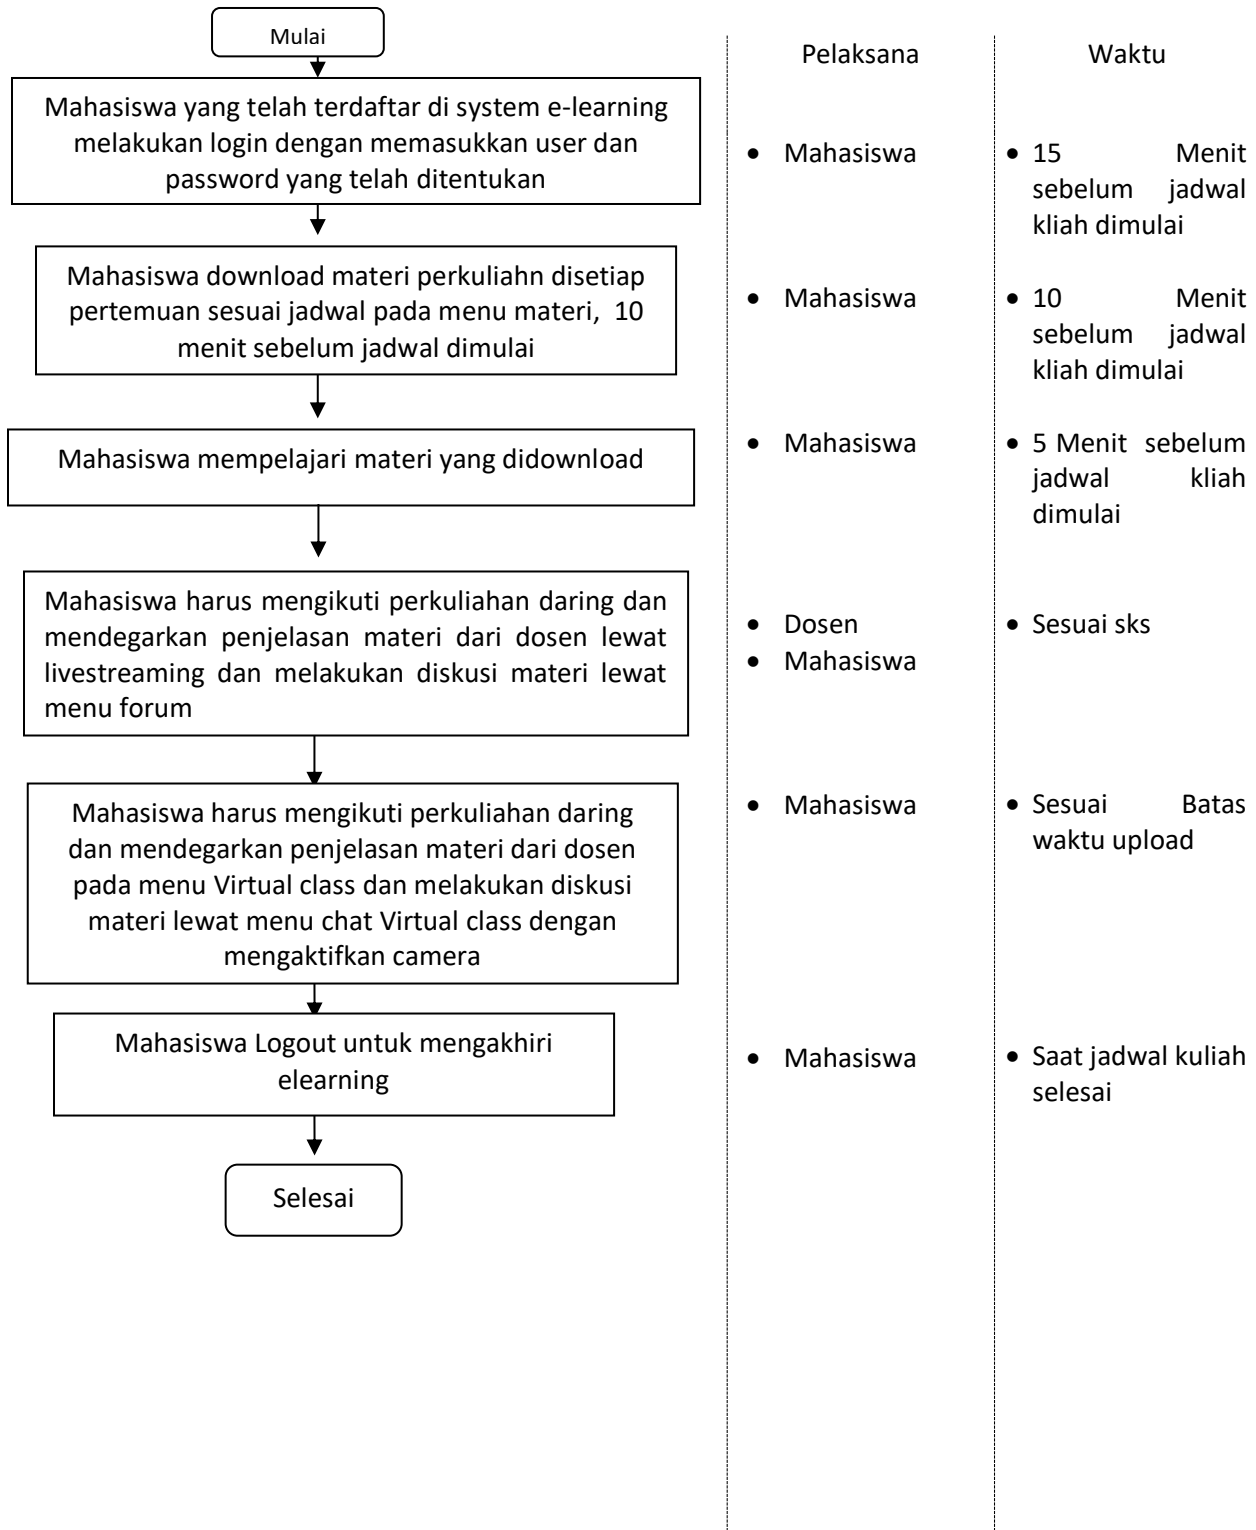 Mulai
Pelaksana
Waktu
Mahasiswa yang telah terdaftar di system e-learning
melakukan login dengan memasukkan user dan
password yang telah ditentukan
• Mahasiswa
• 15 Menit
sebelum jadwal
kliah dimulai
Mahasiswa download materi perkuliahn disetiap
pertemuan sesuai jadwal pada menu materi, 10
menit sebelum jadwal dimulai
• Mahasiswa
• 10 Menit
sebelum jadwal
kliah dimulai
Mahasiswa mempelajari materi yang didownload
• Mahasiswa
• 5 Menit sebelum
jadwal kliah
dimulai
Mahasiswa harus mengikuti perkuliahan daring dan
mendegarkan penjelasan materi dari dosen lewat
livestreaming dan melakukan diskusi materi lewat
menu forum
• Dosen
• Mahasiswa
• Sesuai sks
Mahasiswa harus mengikuti perkuliahan daring
dan mendegarkan penjelasan materi dari dosen
pada menu Virtual class dan melakukan diskusi
materi lewat menu chat Virtual class dengan
mengaktifkan camera
• Mahasiswa
• Sesuai Batas
waktu upload
Mahasiswa Logout untuk mengakhiri
elearning
• Mahasiswa
• Saat jadwal kuliah
selesai
Selesai